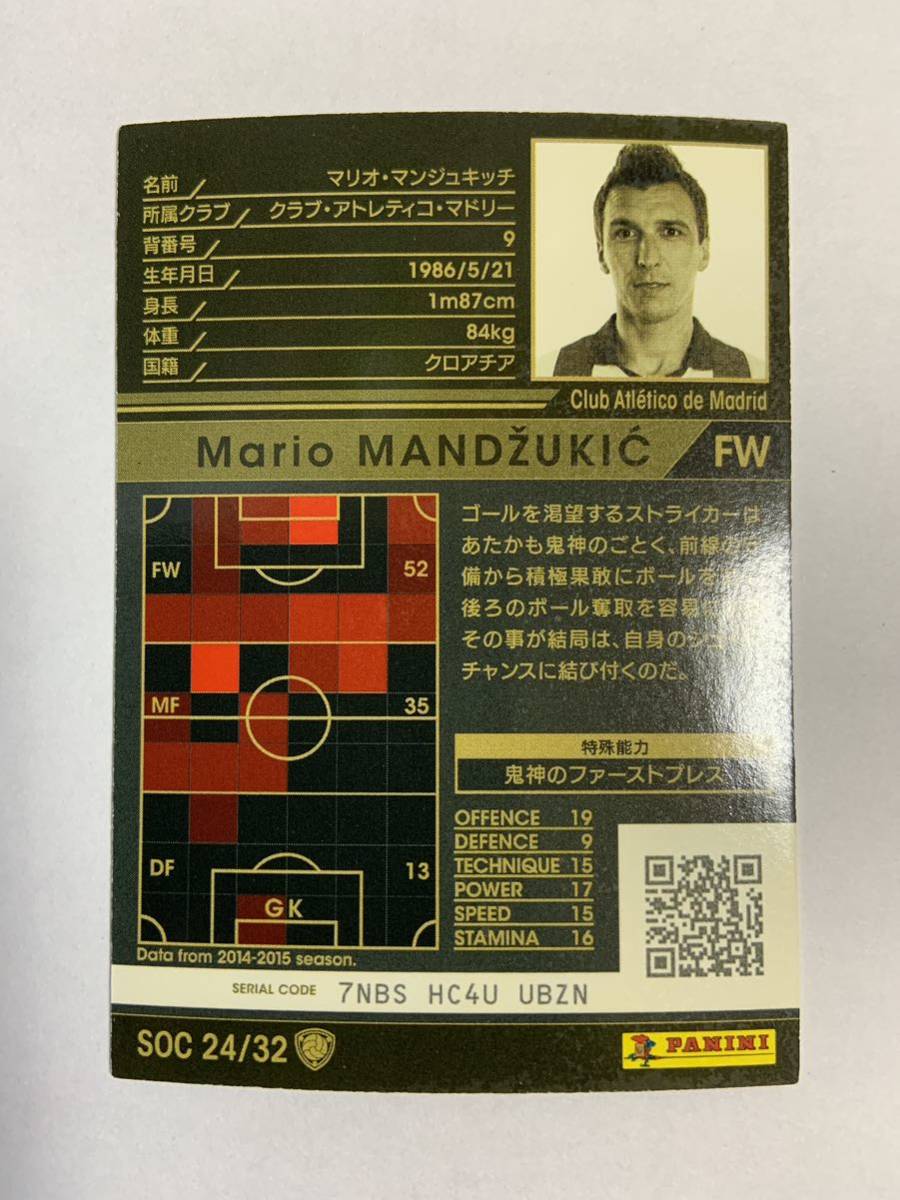 名前 マリオ・マンジュキッチ
所属クラブ クラブ・アトレティコ・マドリー
背番号 9
生年月日 1986/5/21
身長 1m87cm
体重 84kg
国籍 クロアチア
Club Atlético de Madrid
Mario MANDŽUKIĆ FW
FW 52
MF 35
DF 13
GK
Data from 2014-2015 season.
ゴールを渇望するストライカーは
あたかも鬼神のごとく、前線の
備から積極果敢にボールを
後ろのボール奪取を容易に
その事が結局は、自身のシュ
チャンスに結び付くのだ。
特殊能力
鬼神のファーストプレス
OFFENCE 19
DEFENCE 9
TECHNIQUE 15
POWER 17
SPEED 15
STAMINA 16
SERIAL CODE 7NBS HC4U UBZN
SOC 24/32
PANINI